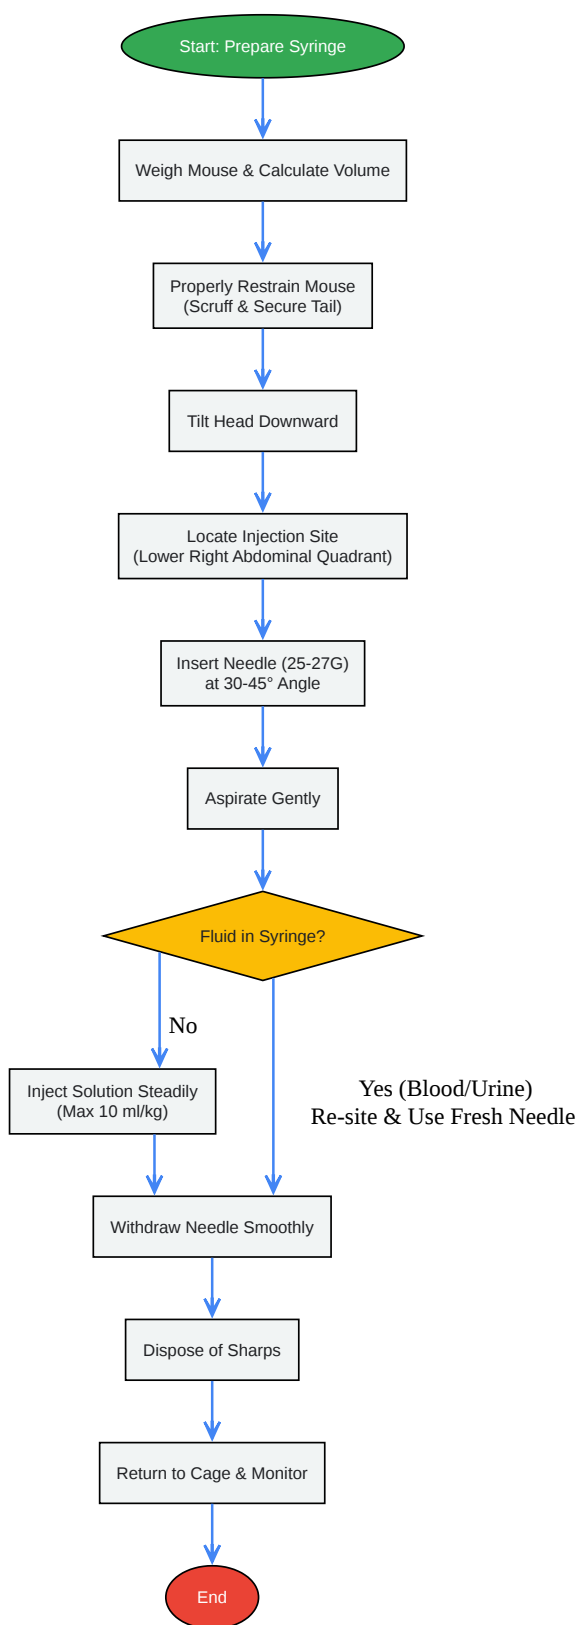 Start: Prepare Syringe
Weigh Mouse & Calculate Volume
Properly Restrain Mouse
(Scruff & Secure Tail)
Tilt Head Downward
Locate Injection Site
(Lower Right Abdominal Quadrant)
Insert Needle (25-27G)
at 30-45° Angle
Aspirate Gently
Fluid in Syringe?
No
Inject Solution Steadily
(Max 10 ml/kg)
Yes (Blood/Urine)
Re-site & Use Fresh Needle
Withdraw Needle Smoothly
Dispose of Sharps
Return to Cage & Monitor
End